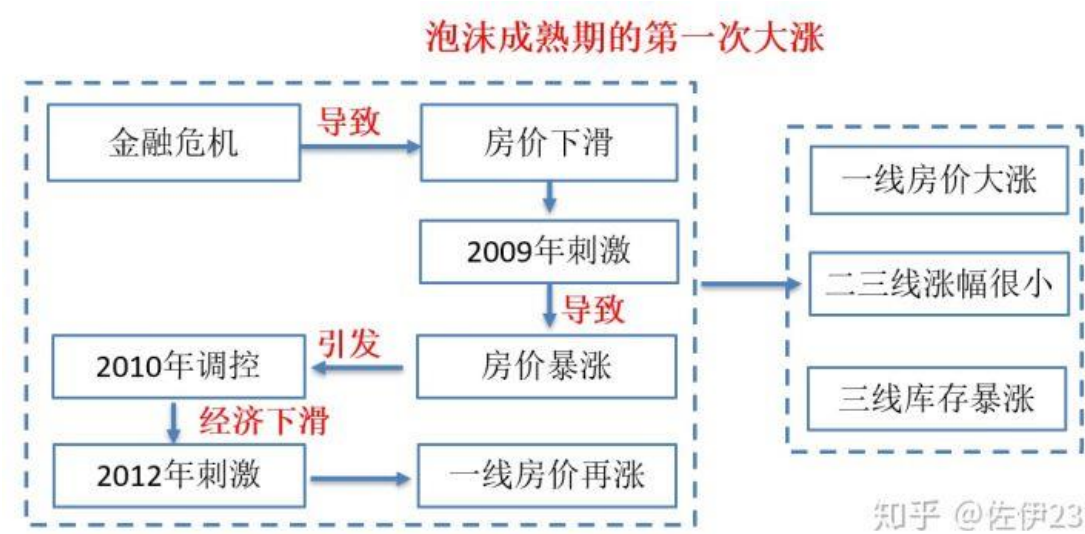 泡沫成熟期的第一次大涨
金融危机
导致
房价下滑
2009年刺激
导致
房价暴涨
引发
2010年调控
经济下滑
2012年刺激
一线房价再涨
一线房价大涨
二三线涨幅很小
三线库存暴涨
知乎 @佐伊23